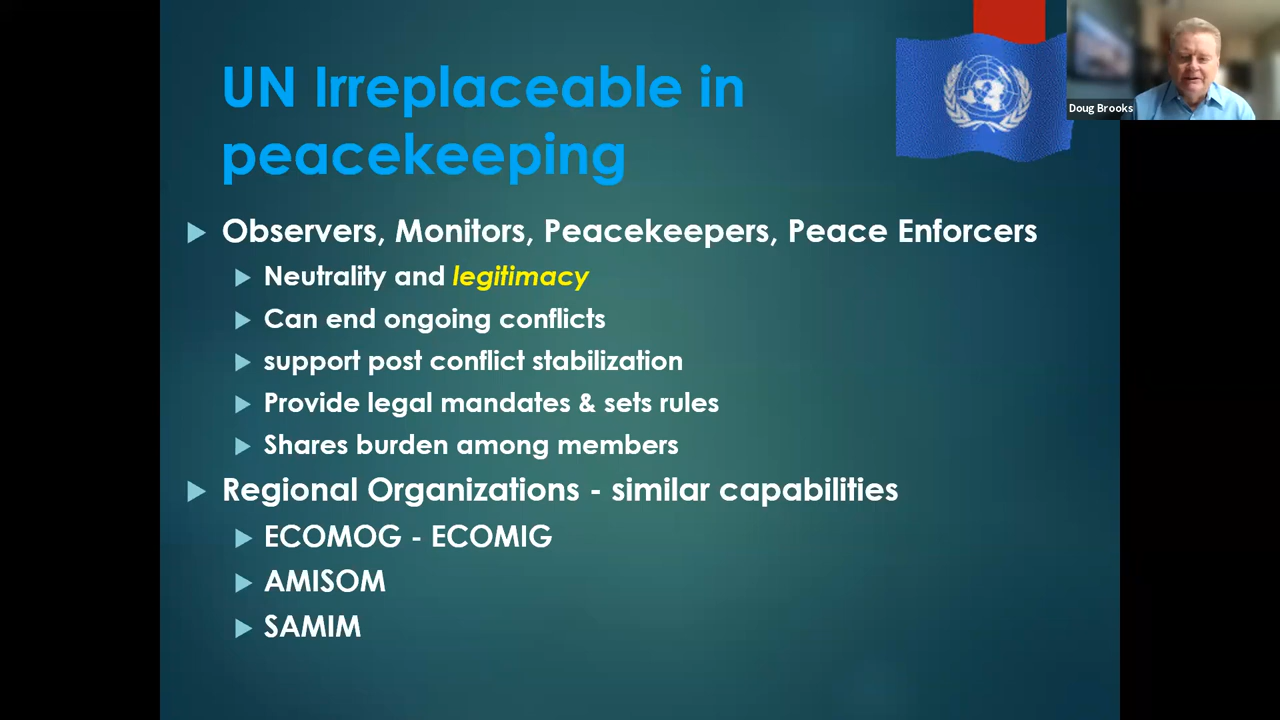 UN Irreplaceable in
peacekeeping
Doug Brooks
Observers, Monitors, Peacekeepers, Peace Enforcers
Neutrality and legitimacy
Can end ongoing conflicts
support post conflict stabilization
Provide legal mandates & sets rules
Shares burden among members
Regional Organizations - similar capabilities
ECOMOG - ECOMIG
AMISOM
SAMIM